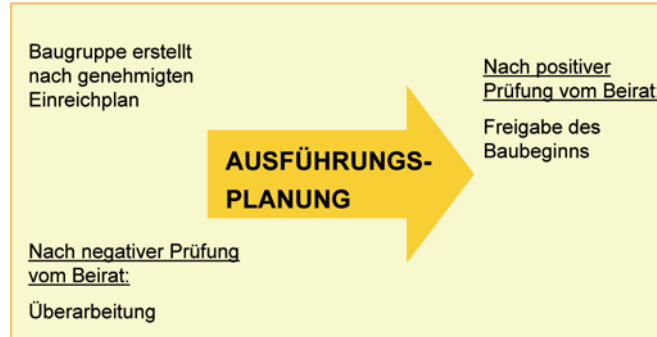 Baugruppe erstellt
nach genehmigten
Einreichplan
Nach positiver
Prüfung vom Beirat:
Freigabe des
Baubeginns
AUSFÜHRUNGS-
PLANUNG
Nach negativer Prüfung
vom Beirat:
Überarbeitung